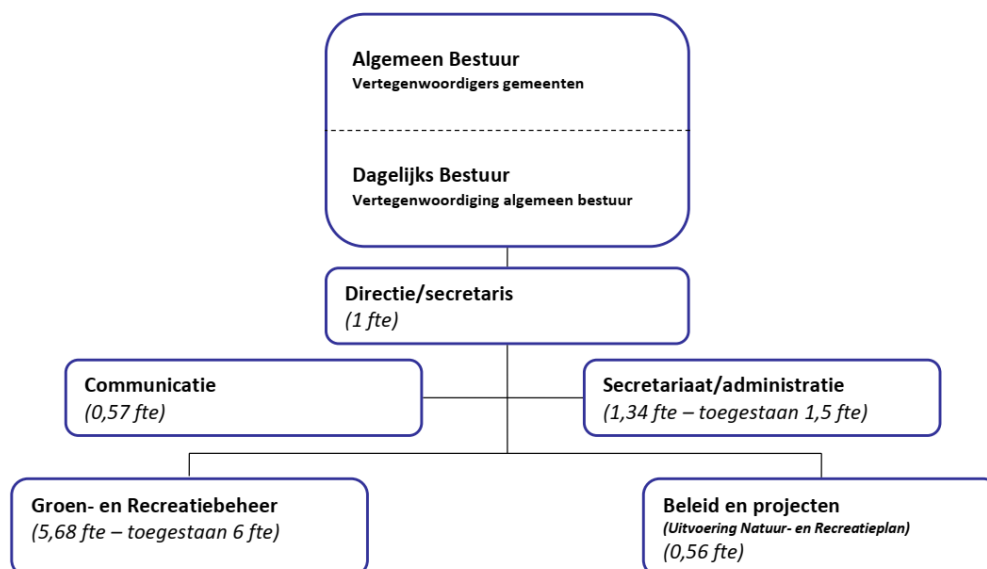 Algemeen Bestuur
Vertegenwoordigers gemeenten
Dagelijks Bestuur
Vertegenwoordiging algemeen bestuur
Directie/secretaris
(1 fte)
Communicatie
(0,57 fte)
Secretariaat/administratie
(1,34 fte – toegestaan 1,5 fte)
Groen- en Recreatiebeheer
(5,68 fte – toegestaan 6 fte)
Beleid en projecten
(Uitvoering Natuur- en Recreatieplan)
(0,56 fte)